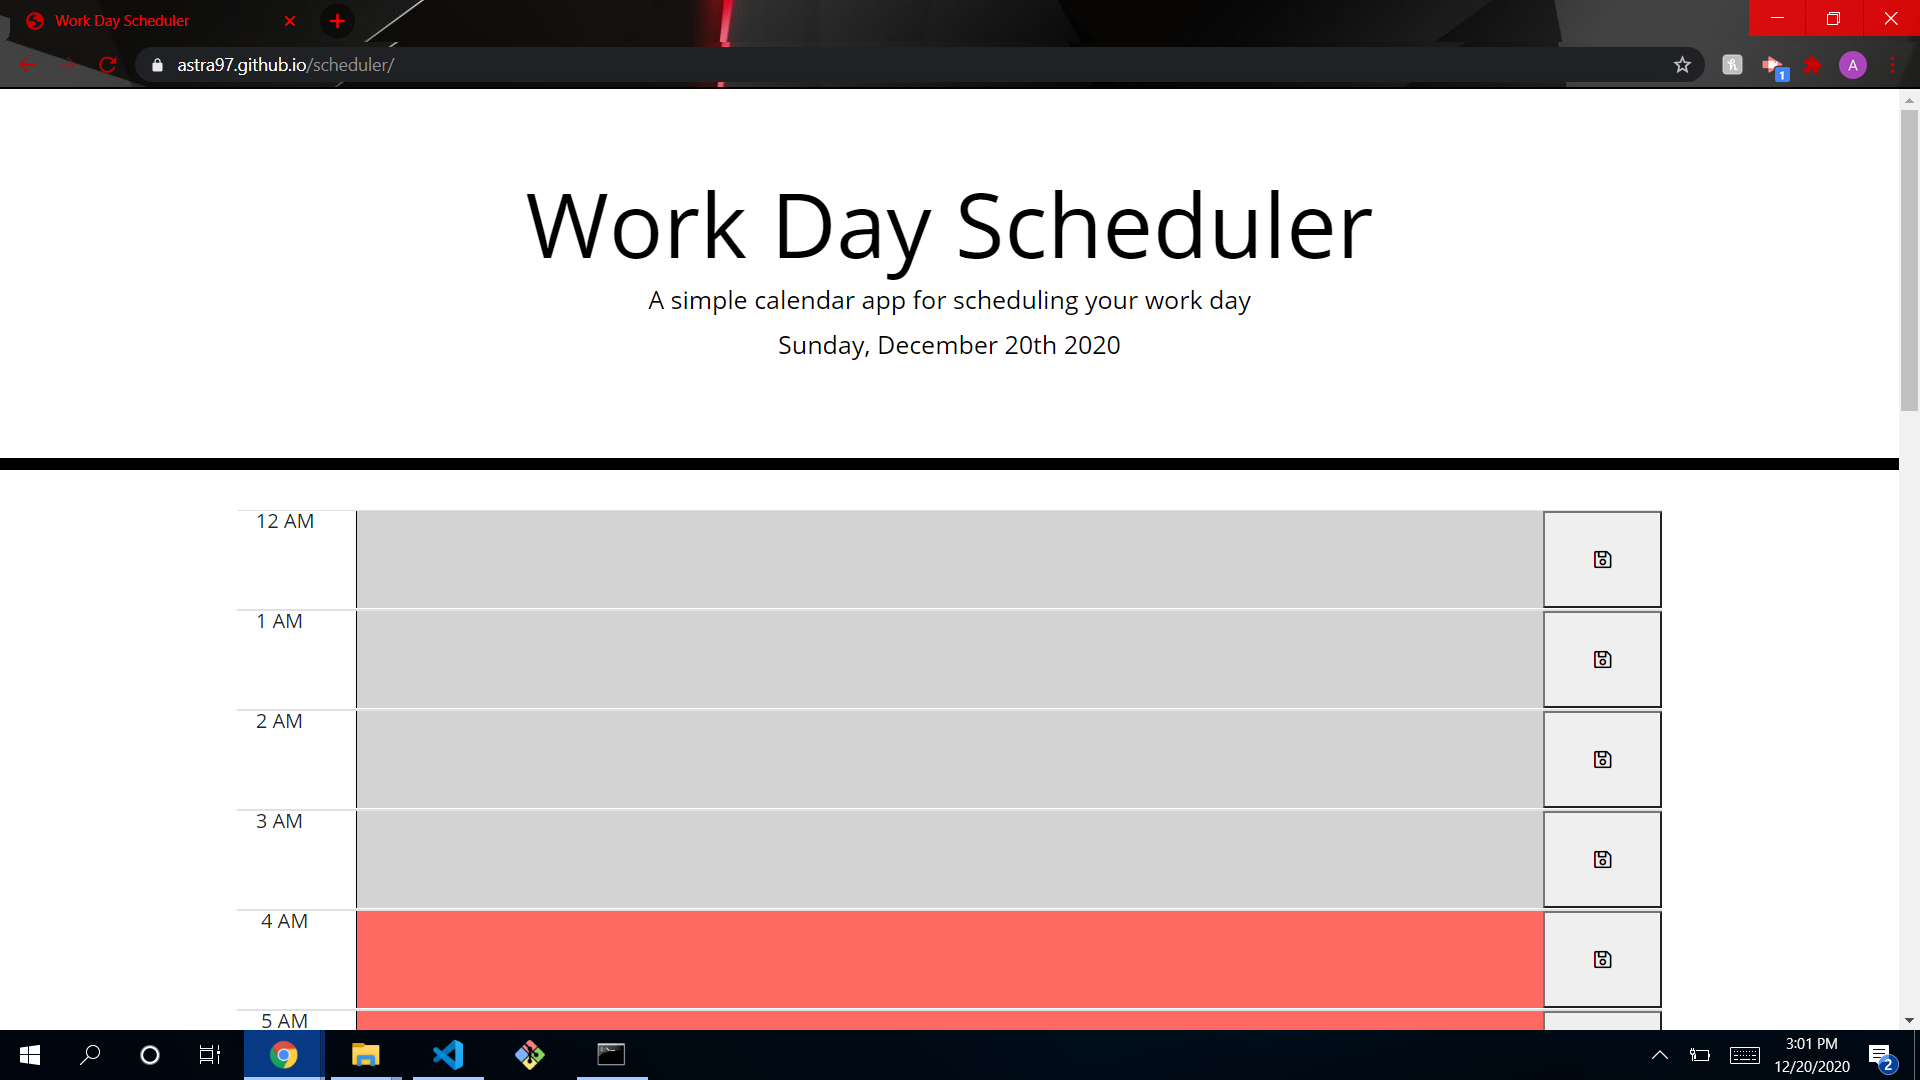 Work Day Scheduler
astra97.github.io/scheduler/
1
A
Work Day Scheduler
A simple calendar app for scheduling your work day
Sunday, December 20th 2020
12 AM
1 AM
2 AM
3 AM
4 AM
5 AM
3:01 PM
12/20/2020
2